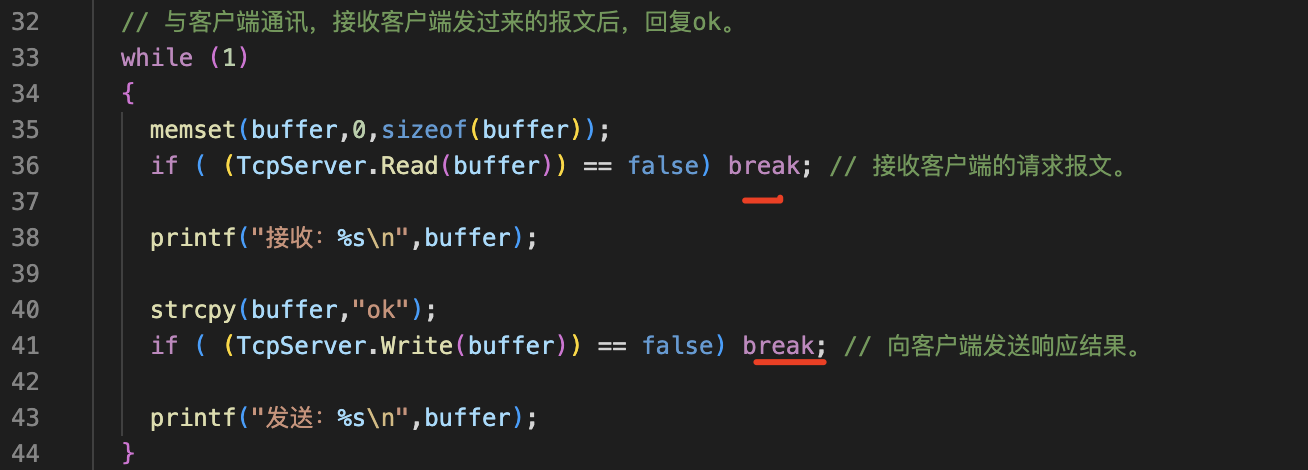 32 // 与客户端通讯，接收客户端发过来的报文后，回复ok。
33 while (1)
34 {
35 memset(buffer,0,sizeof(buffer));
36 if ( (TcpServer.Read(buffer)) == false) break; // 接收客户端的请求报文。
37
38 printf("接收：%s\n",buffer);
39
40 strcpy(buffer,"ok");
41 if ( (TcpServer.Write(buffer)) == false) break; // 向客户端发送响应结果。
42
43 printf("发送：%s\n",buffer);
44 }